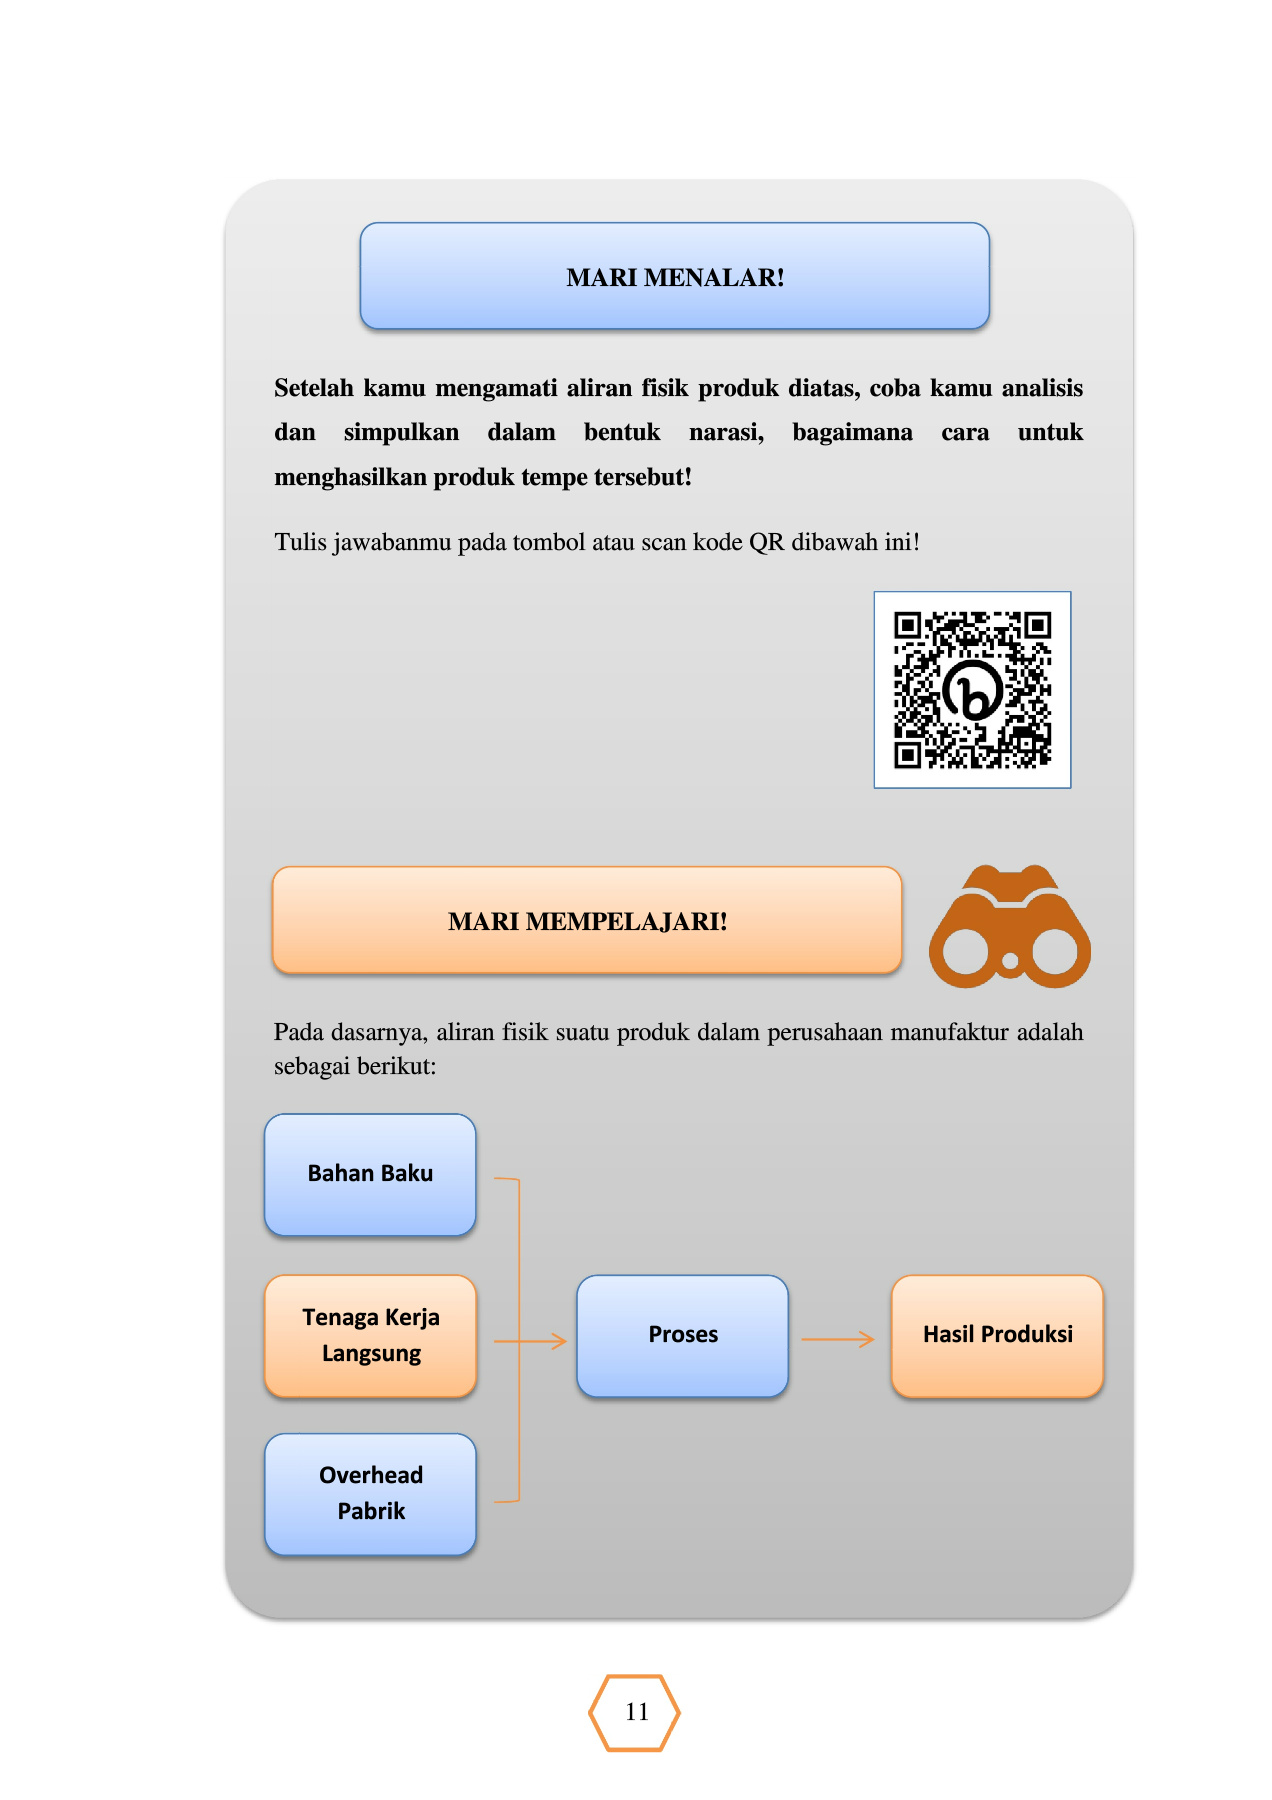 MARI MENALAR!
Setelah kamu mengamati aliran fisik produk diatas, coba kamu analisis
dan simpulkan dalam bentuk narasi, bagaimana cara untuk
menghasilkan produk tempe tersebut!
Tulis jawabanmu pada tombol atau scan kode QR dibawah ini!
b
MARI MEMPELAJARI!
Pada dasarnya, aliran fisik suatu produk dalam perusahaan manufaktur adalah
sebagai berikut:
Bahan Baku
Tenaga Kerja
Langsung
Proses
Hasil Produksi
Overhead
Pabrik
11